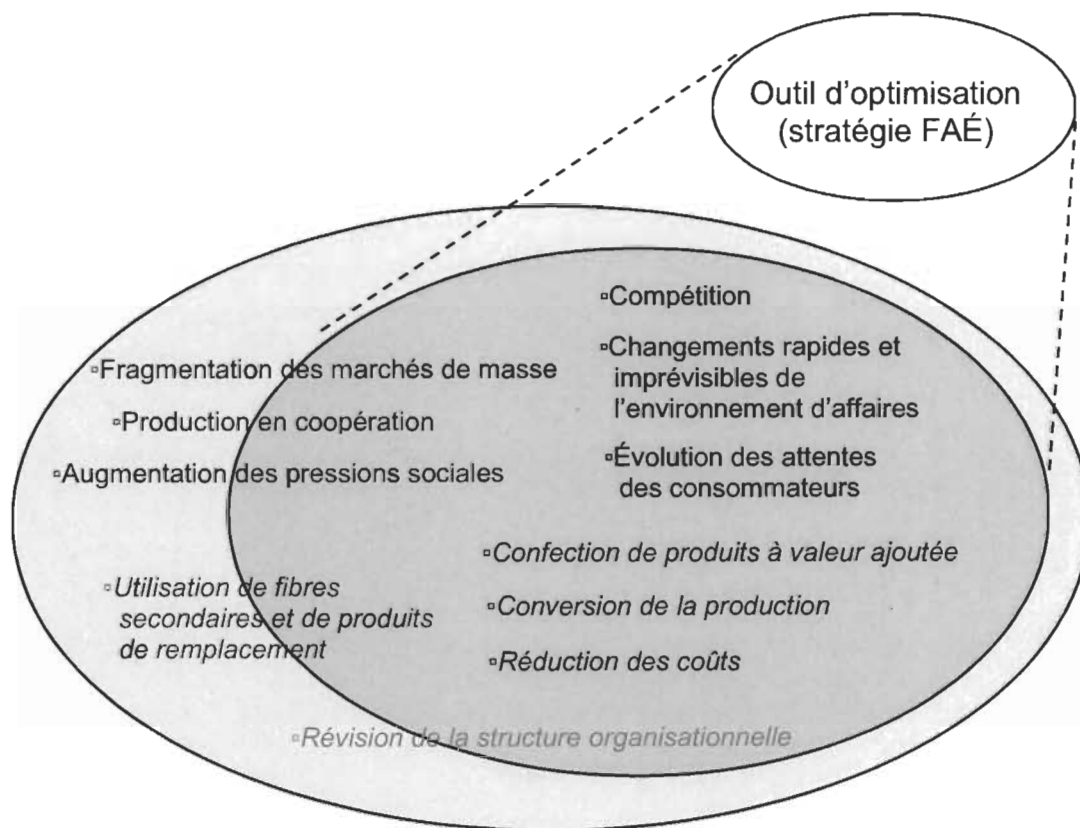 Outil d'optimisation
(stratégie FAÉ)
▫Compétition
▫Changements rapides et
imprévisibles de
l'environnement d'affaires
▫Évolution des attentes
des consommateurs
▫Fragmentation des marchés de masse
▫Production en coopération
▫Augmentation des pressions sociales
▫Confection de produits à valeur ajoutée
▫Conversion de la production
▫Réduction des coûts
▫Utilisation de fibres
secondaires et de produits
de remplacement
▫Révision de la structure organisationnelle